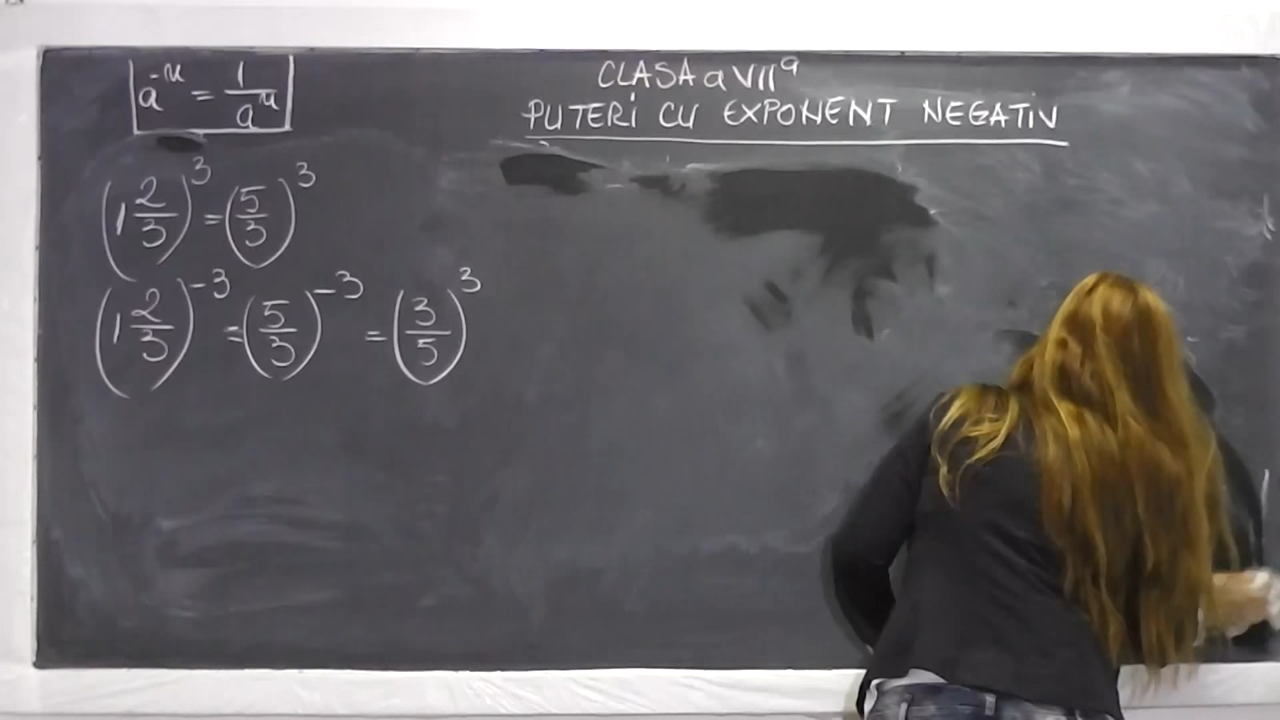 a⁻ⁿ = 1/aⁿ
CLASA a VIIª
PUTERI CU EXPONENT NEGATIV
(1 2/3)³ = (5/3)³
(1 2/3)⁻³ = (5/3)⁻³ = (3/5)³